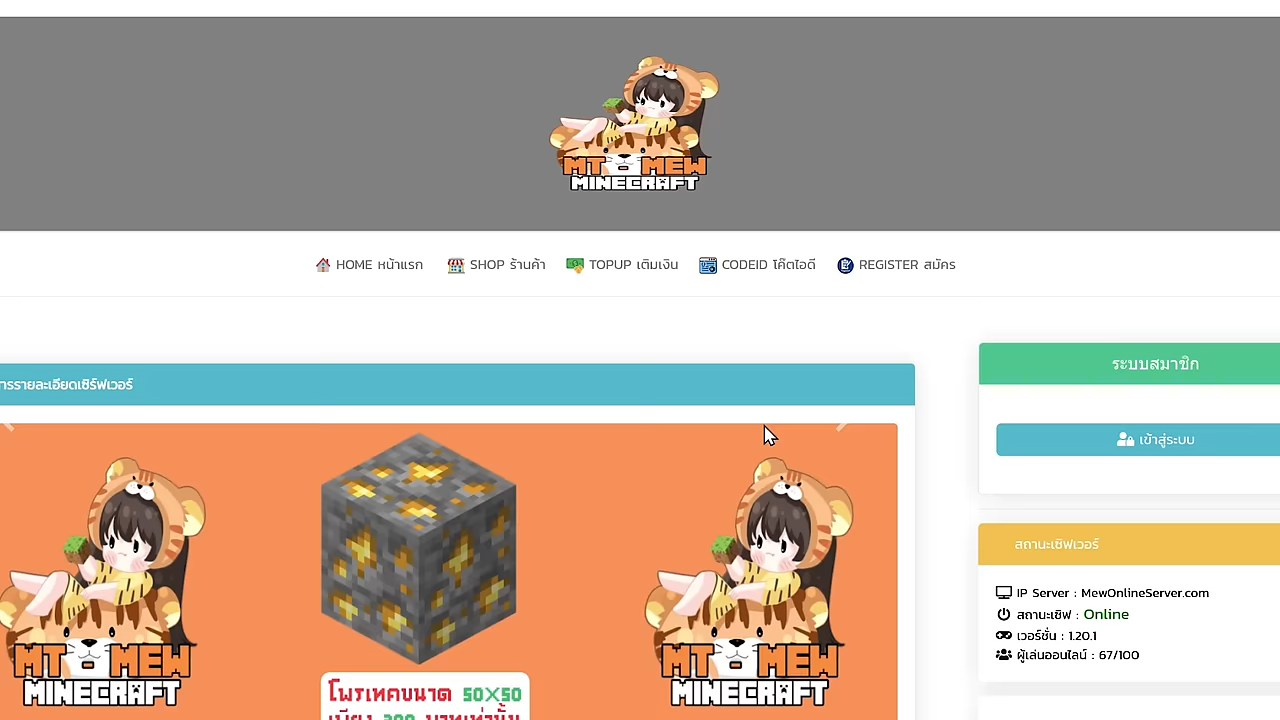 MT MEW
MINECRAFT
HOME หน้าแรก
SHOP ร้านค้า
TOPUP เติมเงิน
CODEID โค๊ตไอดี
REGISTER สมัคร
ารรายละเอียดเซิร์ฟเวอร์
ระบบสมาชิก
เข้าสู่ระบบ
MT MEW
MINECRAFT
โพรเทคขนาด 50X50
MT MEW
MINECRAFT
สถานะเซิฟเวอร์
IP Server : MewOnlineServer.com
สถานะเซิฟ : Online
เวอร์ชั่น : 1.20.1
ผู้เล่นออนไลน์ : 67/100